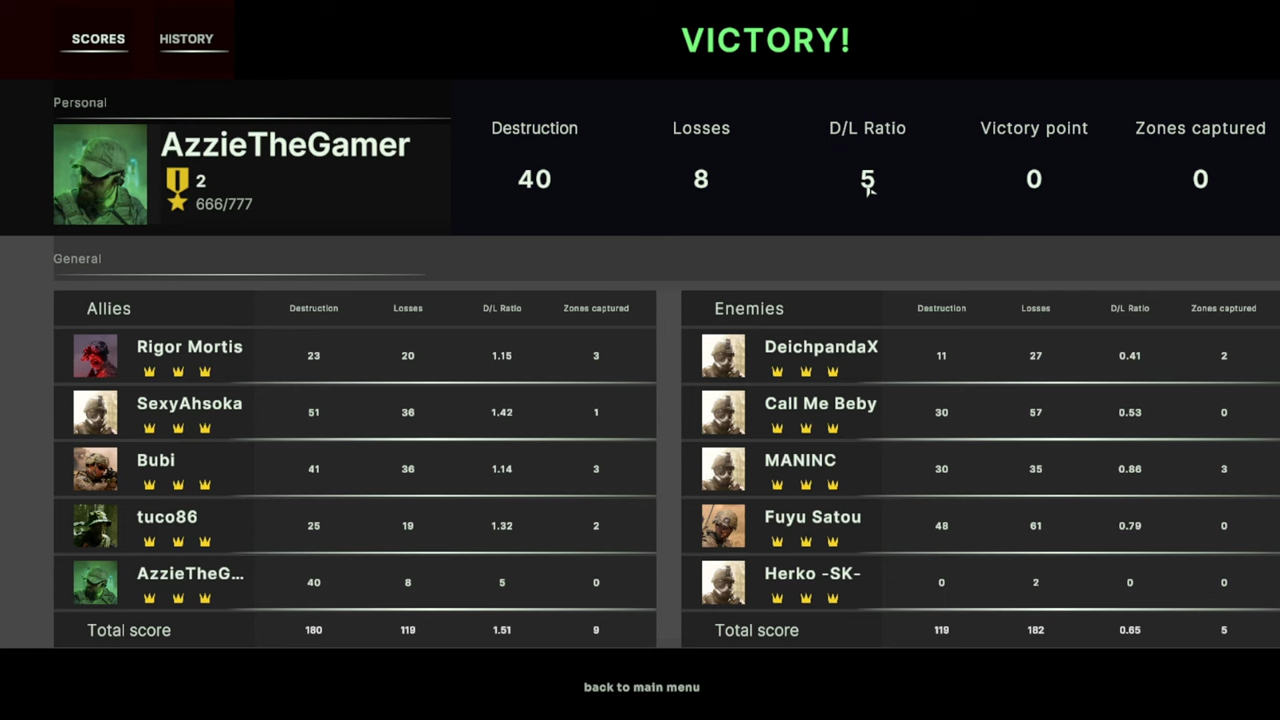 SCORES HISTORY VICTORY!
Personal
AzzieTheGamer
2
666/777
Destruction Losses D/L Ratio Victory point Zones captured
40 8 5 0 0
General
Allies Destruction Losses D/L Ratio Zones captured
Rigor Mortis 23 20 1.15 3
SexyAhsoka 51 36 1.42 1
Bubi 41 36 1.14 3
tuco86 25 19 1.32 2
AzzieTheG... 40 8 5 0
Total score 180 119 1.51 9
Enemies Destruction Losses D/L Ratio Zones captured
DeichpandaX 11 27 0.41 2
Call Me Beby 30 57 0.53 0
MANINC 30 35 0.86 3
Fuyu Satou 48 61 0.79 0
Herko -SK- 0 2 0 0
Total score 119 182 0.65 5
back to main menu